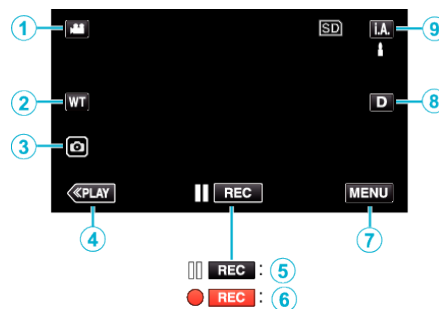 1 SD i.A. 9
2 WT D 8
3
≪PLAY REC MENU
4 7
REC : 5
REC : 6